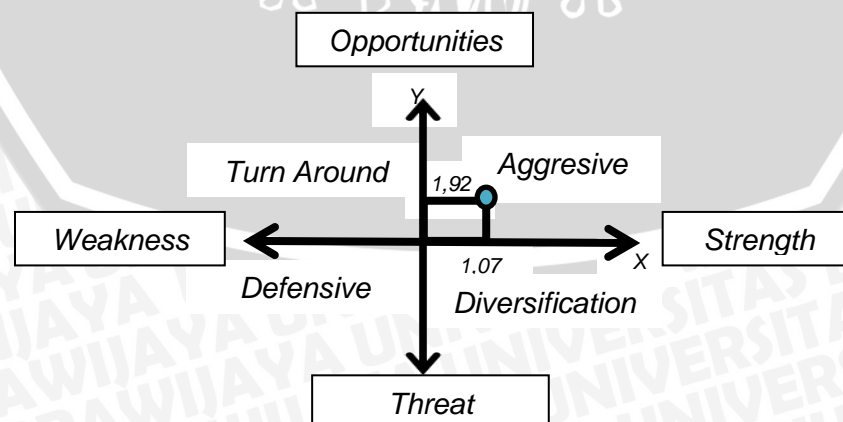 Opportunities
Y
Turn Around
Aggresive
1,92
Weakness
Strength
1,07
X
Defensive
Diversification
Threat